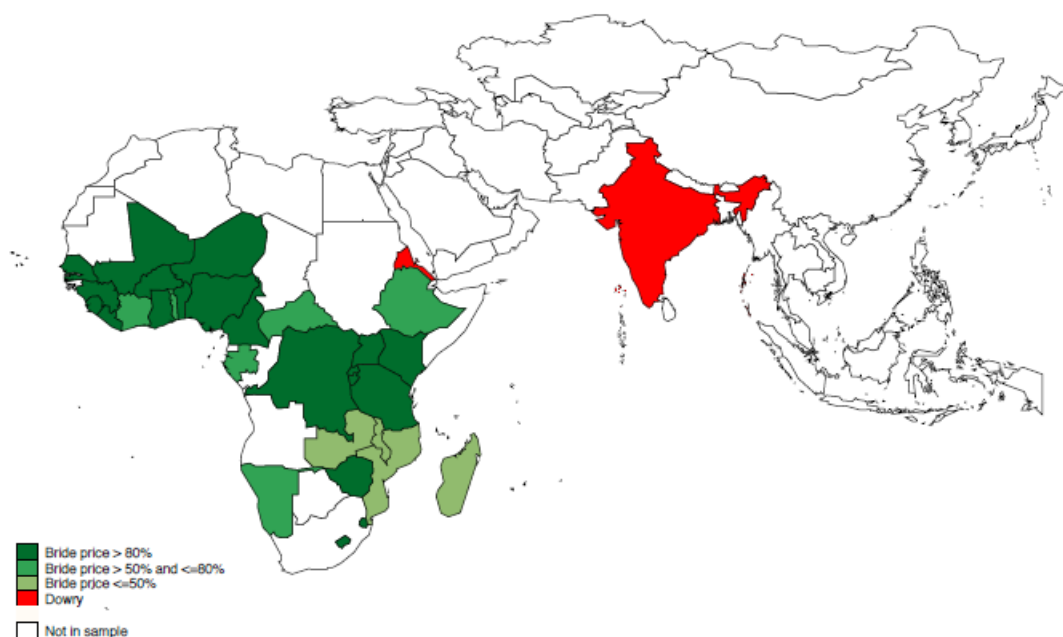 Bride price > 80%
Bride price > 50% and <=80%
Bride price <=50%
Dowry
Not in sample